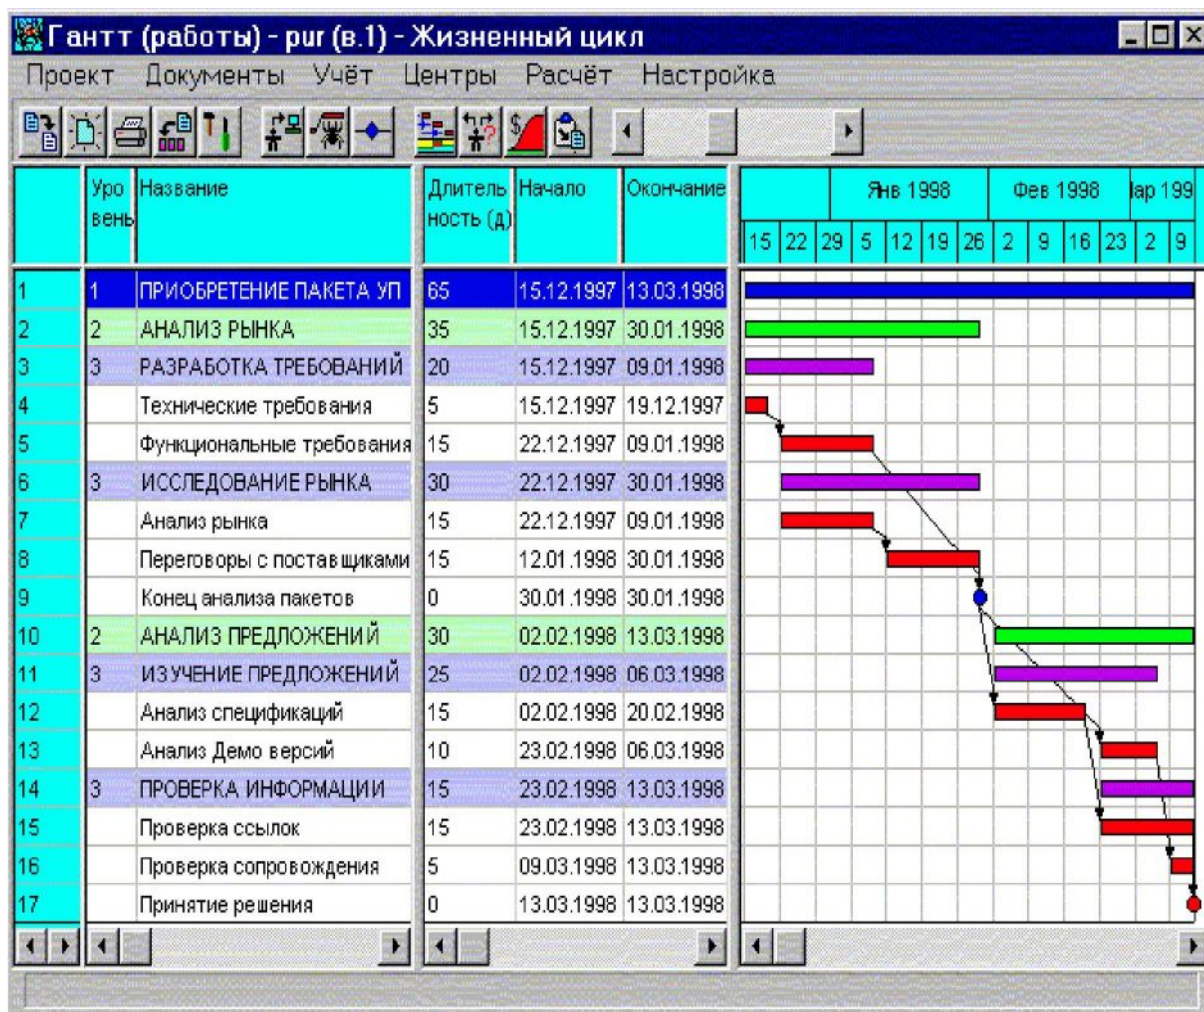 Гантт (работы) - pur (в.1) - Жизненный цикл
Проект Документы Учёт Центры Расчёт Настройка
Уро вень Название Длитель ность (д) Начало Окончание Янв 1998 Фев 1998 Мар 199
15 22 29 5 12 19 26 2 9 16 23 2 9
1 1 ПРИОБРЕТЕНИЕ ПАКЕТА УП 65 15.12.1997 13.03.1998
2 2 АНАЛИЗ РЫНКА 35 15.12.1997 30.01.1998
3 3 РАЗРАБОТКА ТРЕБОВАНИЙ 20 15.12.1997 09.01.1998
4 Технические требования 5 15.12.1997 19.12.1997
5 Функциональные требования 15 22.12.1997 09.01.1998
6 3 ИССЛЕДОВАНИЕ РЫНКА 30 22.12.1997 30.01.1998
7 Анализ рынка 15 22.12.1997 09.01.1998
8 Переговоры с поставщиками 15 12.01.1998 30.01.1998
9 Конец анализа пакетов 0 30.01.1998 30.01.1998
10 2 АНАЛИЗ ПРЕДЛОЖЕНИЙ 30 02.02.1998 13.03.1998
11 3 ИЗУЧЕНИЕ ПРЕДЛОЖЕНИЙ 25 02.02.1998 06.03.1998
12 Анализ спецификаций 15 02.02.1998 20.02.1998
13 Анализ Демо версий 10 23.02.1998 06.03.1998
14 3 ПРОВЕРКА ИНФОРМАЦИИ 15 23.02.1998 13.03.1998
15 Проверка ссылок 15 23.02.1998 13.03.1998
16 Проверка сопровождения 5 09.03.1998 13.03.1998
17 Принятие решения 0 13.03.1998 13.03.1998